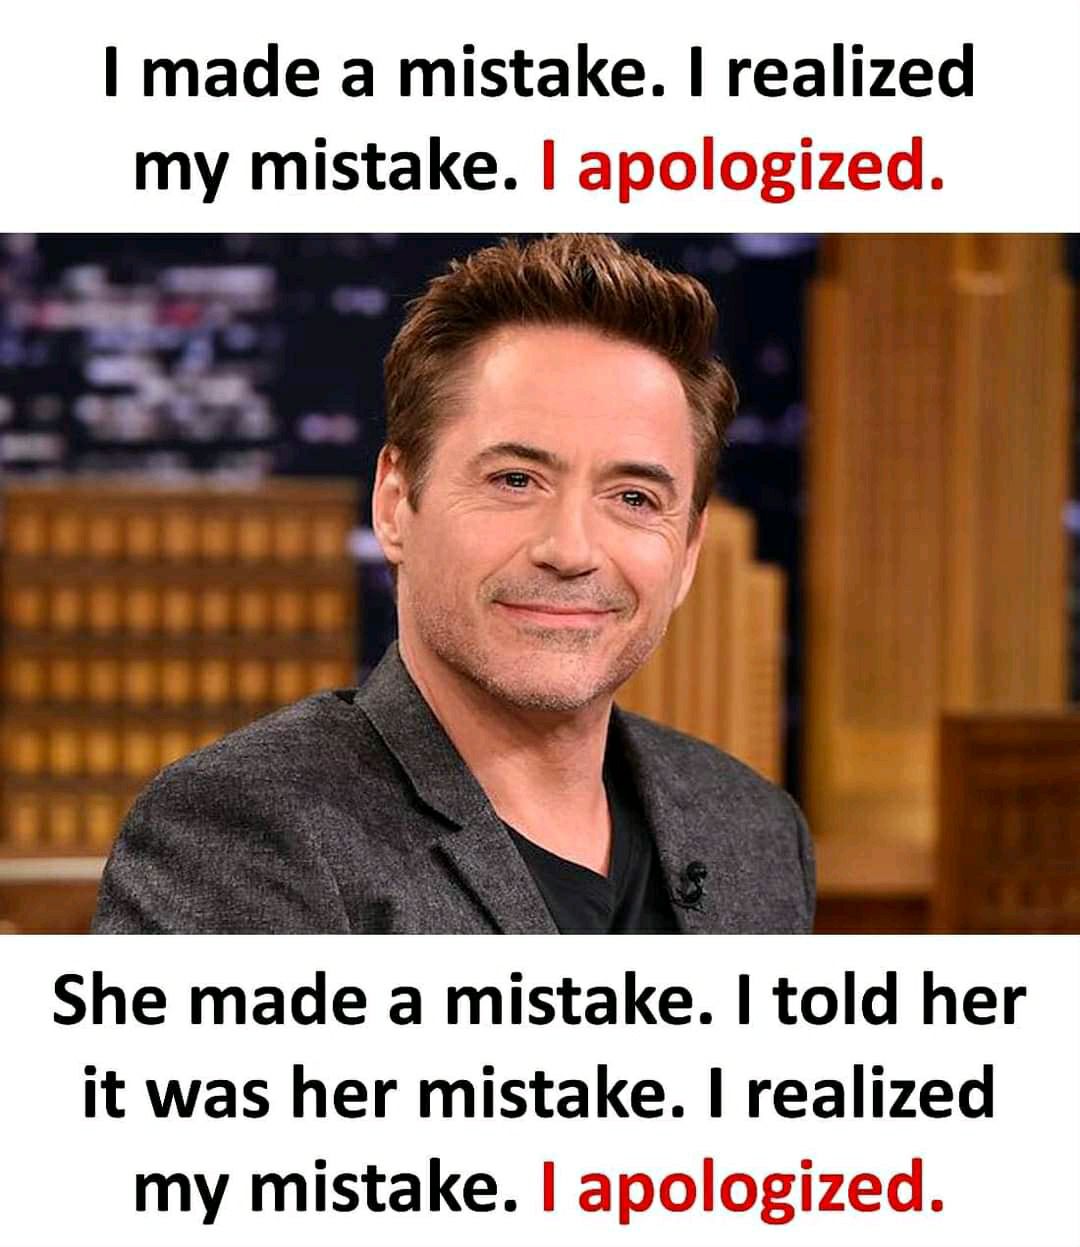 I made a mistake. I realized
my mistake. I apologized.
She made a mistake. I told her
it was her mistake. I realized
my mistake. I apologized.